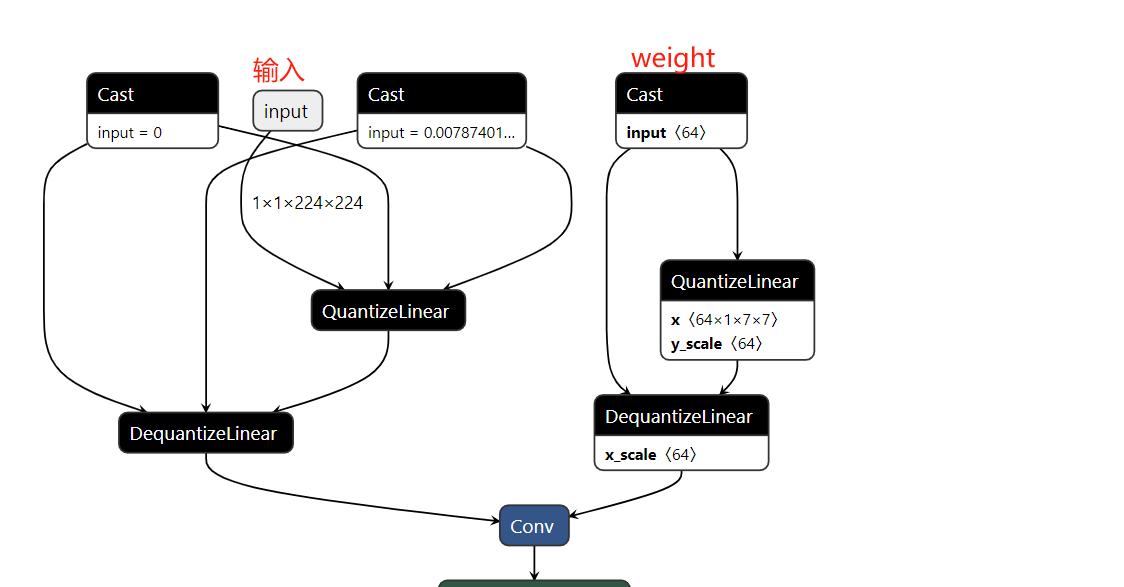 输入
weight
Cast
input = 0
input
Cast
input = 0.00787401...
Cast
input〈64〉
1×1×224×224
QuantizeLinear
QuantizeLinear
x〈64×1×7×7〉
y_scale〈64〉
DequantizeLinear
DequantizeLinear
x_scale〈64〉
Conv